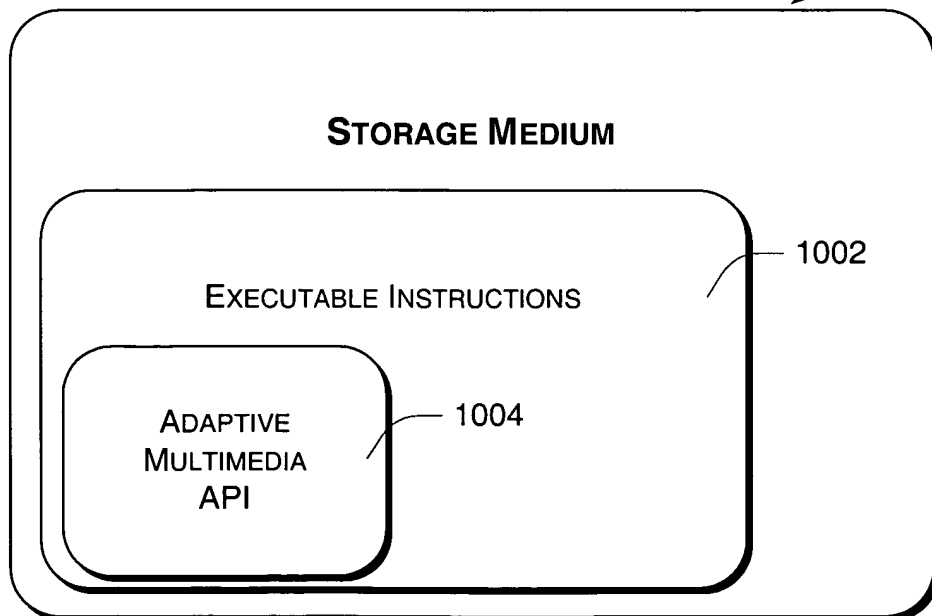 STORAGE MEDIUM
1002
EXECUTABLE INSTRUCTIONS
1004
ADAPTIVE
MULTIMEDIA
API